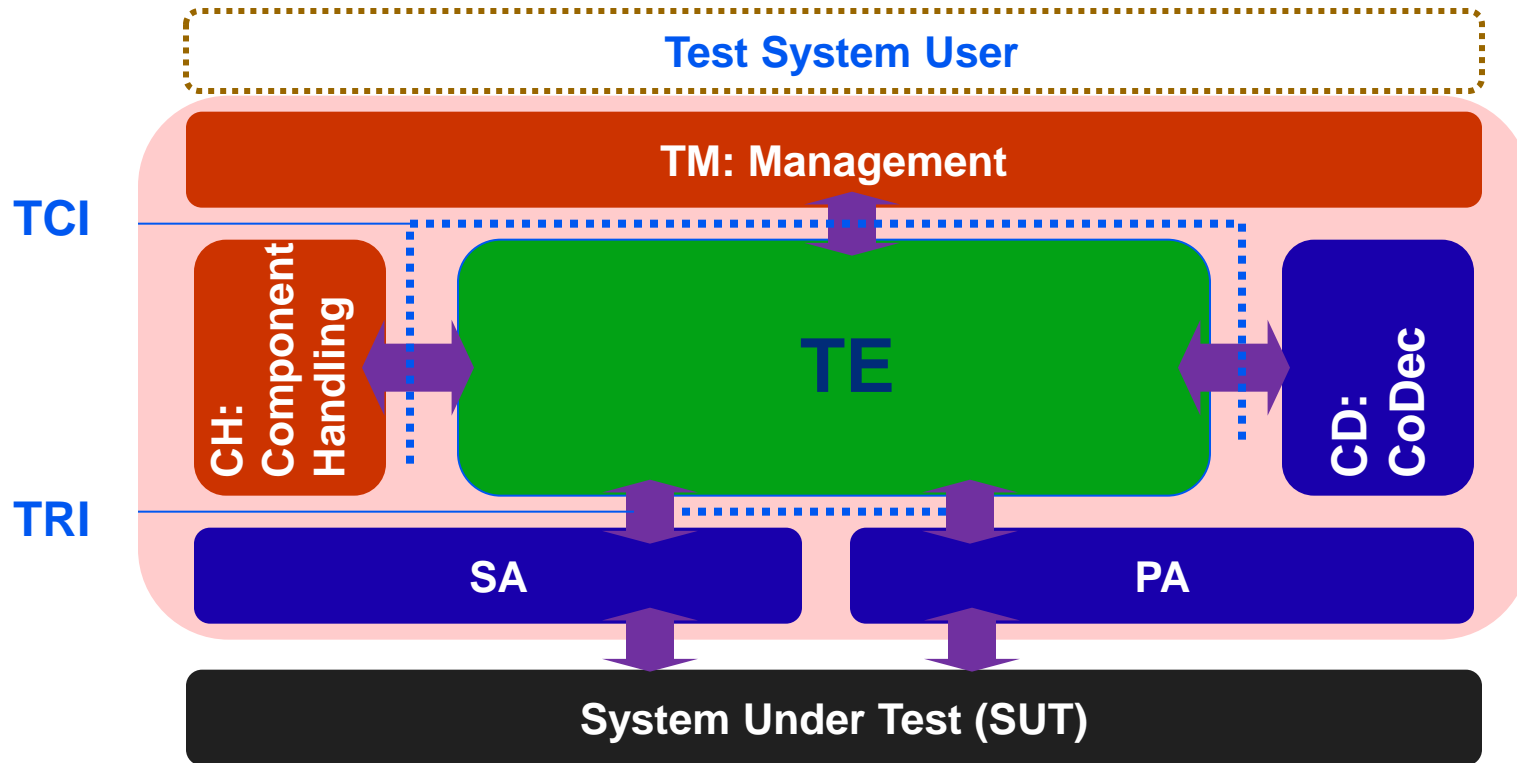 Test System User
TM: Management
TCI
CH:
Component
Handling
TE
CD:
CoDec
TRI
SA
PA
System Under Test (SUT)